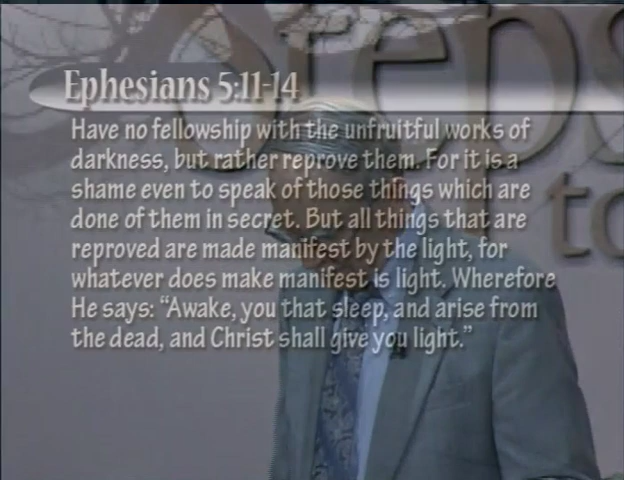 Steps
to
Ephesians 5:11-14
Have no fellowship with the unfruitful works of
darkness, but rather reprove them. For it is a
shame even to speak of those things which are
done of them in secret. But all things that are
reproved are made manifest by the light, for
whatever does make manifest is light. Wherefore
He says: “Awake, you that sleep, and arise from
the dead, and Christ shall give you light.”